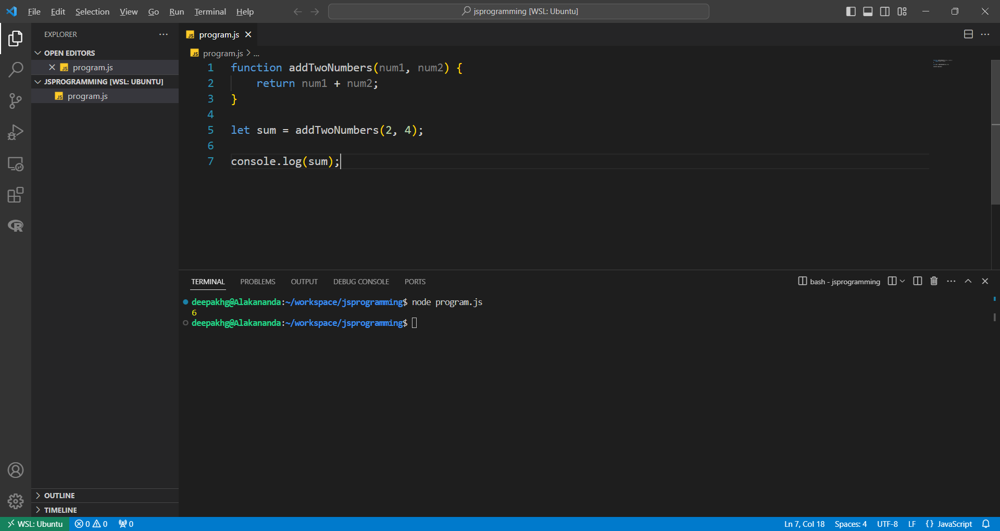 File Edit Selection View Go Run Terminal Help
jsprogramming [WSL: Ubuntu]
EXPLORER
OPEN EDITORS
JS program.js
JSPROGRAMMING [WSL: UBUNTU]
JS program.js
OUTLINE
TIMELINE
JS program.js
JS program.js > ...
1 function addTwoNumbers(num1, num2) {
2     return num1 + num2;
3 }
4
5 let sum = addTwoNumbers(2, 4);
6
7 console.log(sum);
TERMINAL PROBLEMS OUTPUT DEBUG CONSOLE PORTS
bash - jsprogramming
deepakhg@Alakananda:~/workspace/jsprogramming$ node program.js
6
deepakhg@Alakananda:~/workspace/jsprogramming$
WSL: Ubuntu 0 0 0 Ln 7, Col 18 Spaces: 4 UTF-8 LF {} JavaScript